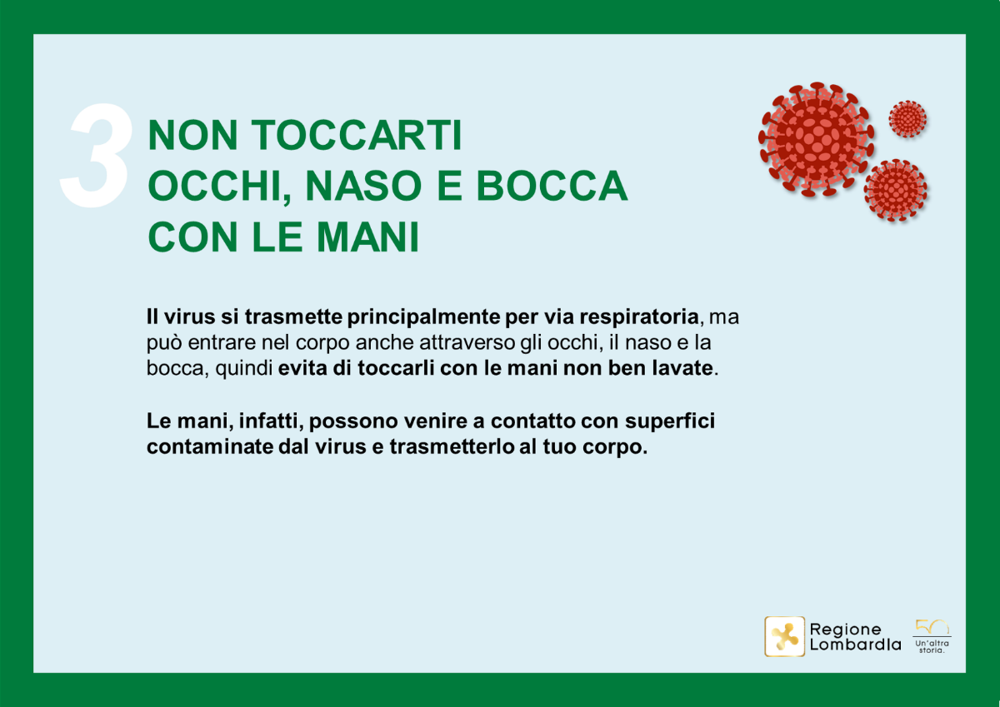 3
NON TOCCARTI
OCCHI, NASO E BOCCA
CON LE MANI
Il virus si trasmette principalmente per via respiratoria, ma
può entrare nel corpo anche attraverso gli occhi, il naso e la
bocca, quindi evita di toccarli con le mani non ben lavate.
Le mani, infatti, possono venire a contatto con superfici
contaminate dal virus e trasmetterlo al tuo corpo.
Regione
Lombardia
50
Un'altra
storia.